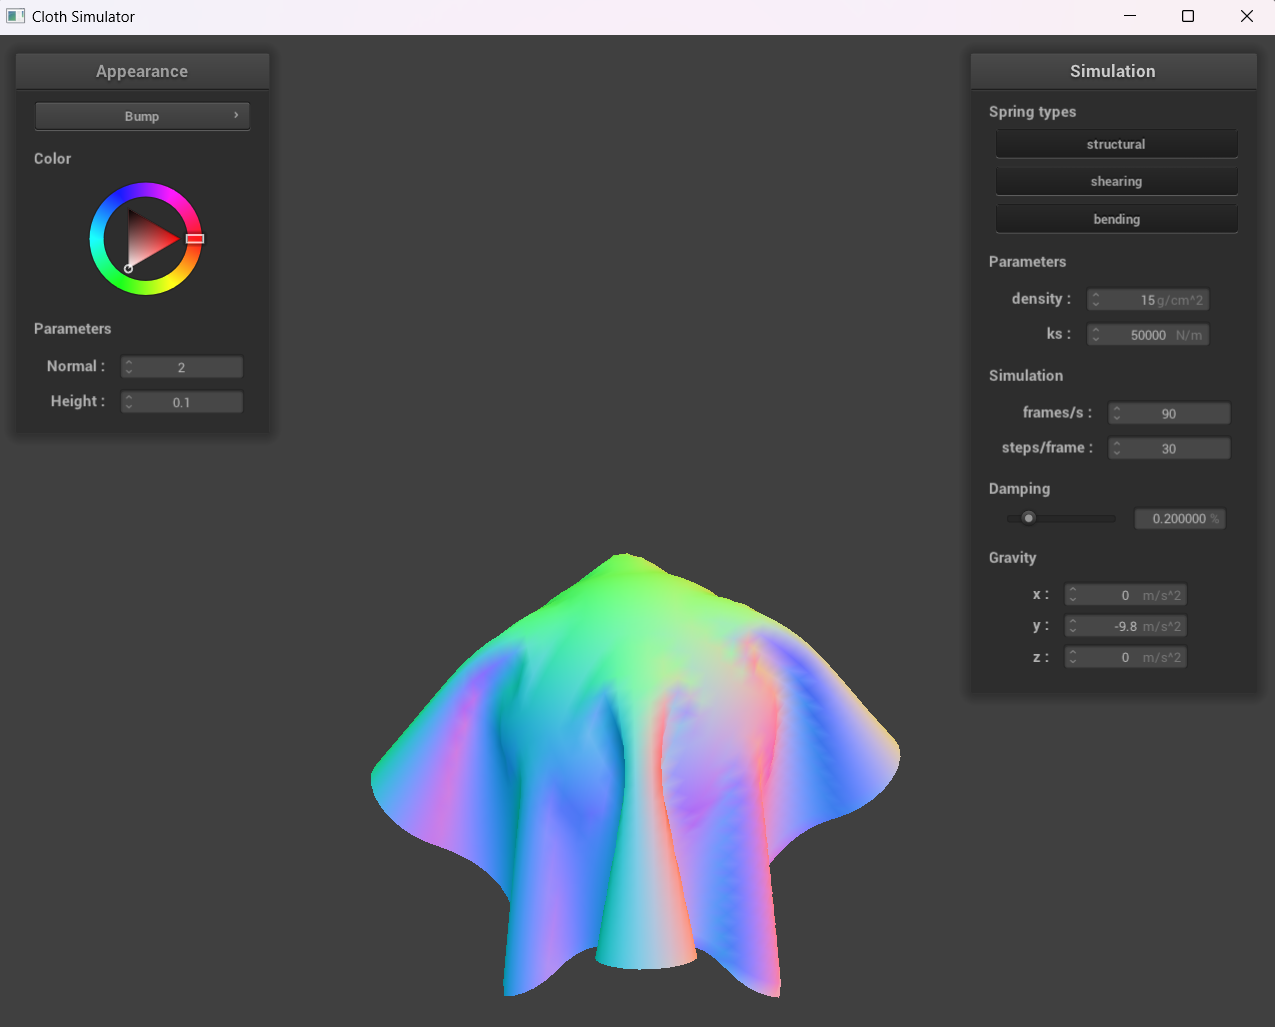 Cloth Simulator
Appearance
Bump
Color
Parameters
Normal : 2
Height : 0.1
Simulation
Spring types
structural
shearing
bending
Parameters
density : 15 g/cm^2
ks : 50000 N/m
Simulation
frames/s : 90
steps/frame : 30
Damping
0.200000 %
Gravity
x : 0 m/s^2
y : -9.8 m/s^2
z : 0 m/s^2